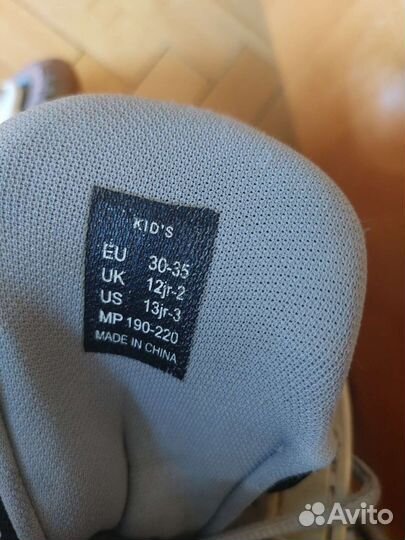 KID'S
EU 30-35
UK 12jr-2
US 13jr-3
MP 190-220
MADE IN CHINA
Avito